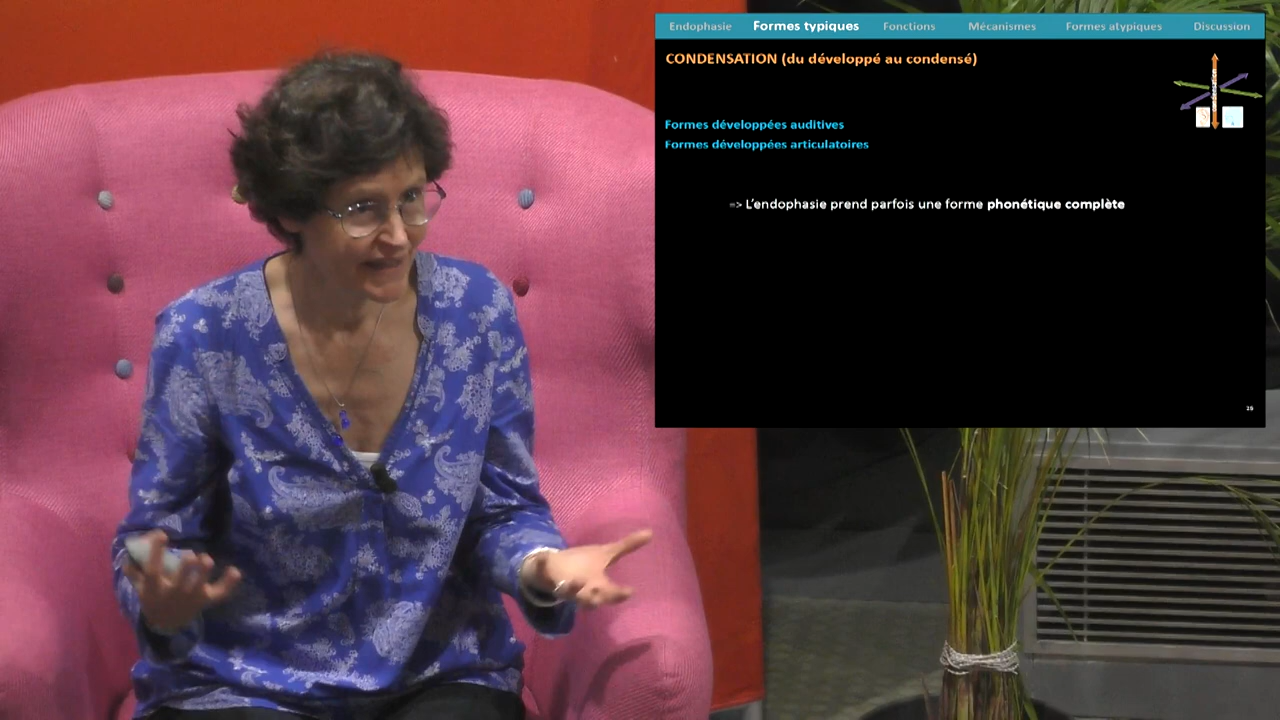 Endophasie Formes typiques Fonctions Mécanismes Formes atypiques Discussion
CONDENSATION (du développé au condensé)
Formes développées auditives
Formes développées articulatoires
=> L'endophasie prend parfois une forme phonétique complète